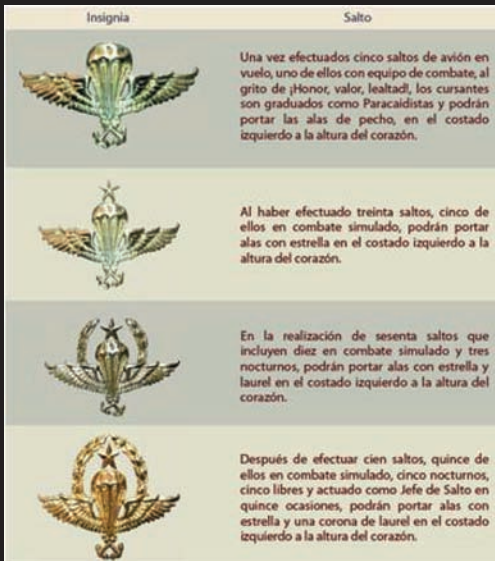 Insignia
Salto
Una vez efectuados cinco saltos de avión en
vuelo, uno de ellos con equipo de combate, al
grito de ¡Honor, valor, lealtad!, los cursantes
son graduados como Paracaidistas y podrán
portar las alas de pecho, en el costado
izquierdo a la altura del corazón.
Al haber efectuado treinta saltos, cinco de
ellos en combate simulado, podrán portar
alas con estrella en el costado izquierdo a la
altura del corazón.
En la realización de sesenta saltos que
incluyen diez en combate simulado y tres
nocturnos, podrán portar alas con estrella y
laurel en el costado izquierdo a la altura del
corazón.
Después de efectuar cien saltos, quince de
ellos en combate simulado, cinco nocturnos,
cinco libres y actuado como Jefe de Salto en
quince ocasiones, podrán portar alas con
estrella y una corona de laurel en el costado
izquierdo a la altura del corazón.